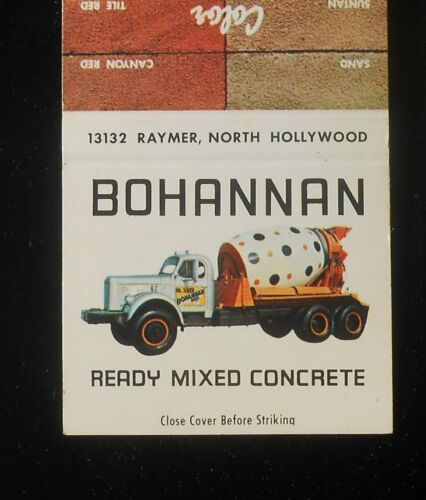 TILE RED
SUNTAN
Color
CANYON RED
SAND
13132 RAYMER, NORTH HOLLYWOOD
BOHANNAN
BOHANNAN
READY MIXED CONCRETE
Close Cover Before Striking